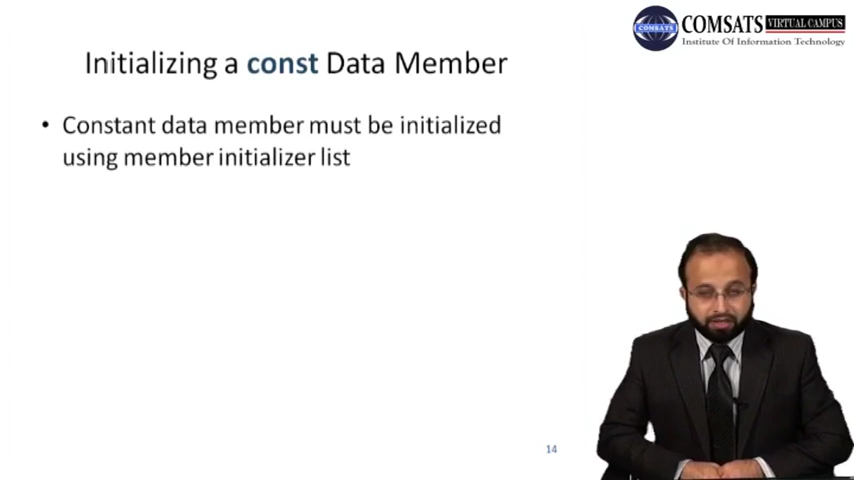 COMSATS VIRTUAL CAMPUS
COMSATS
Institute Of Information Technology
Initializing a const Data Member
• Constant data member must be initialized
using member initializer list
14